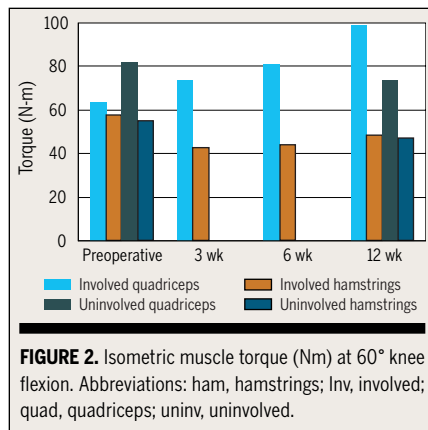 100
80
60
40
20
0
Torque (N-m)
Preoperative 3 wk 6 wk 12 wk
Involved quadriceps Involved hamstrings
Uninvolved quadriceps Uninvolved hamstrings
FIGURE 2. Isometric muscle torque (Nm) at 60° knee
flexion. Abbreviations: ham, hamstrings; Inv, involved;
quad, quadriceps; uninv, uninvolved.